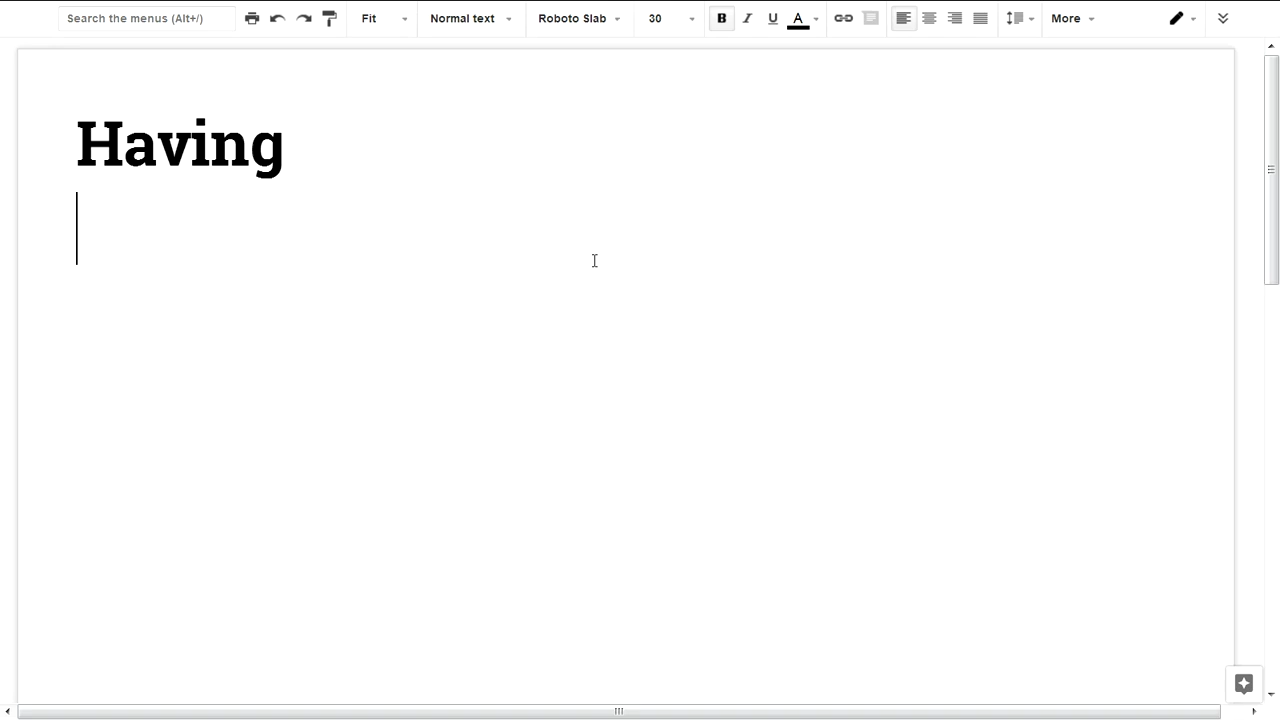 Search the menus (Alt+/) Fit Normal text Roboto Slab 30 B I U A More
Having